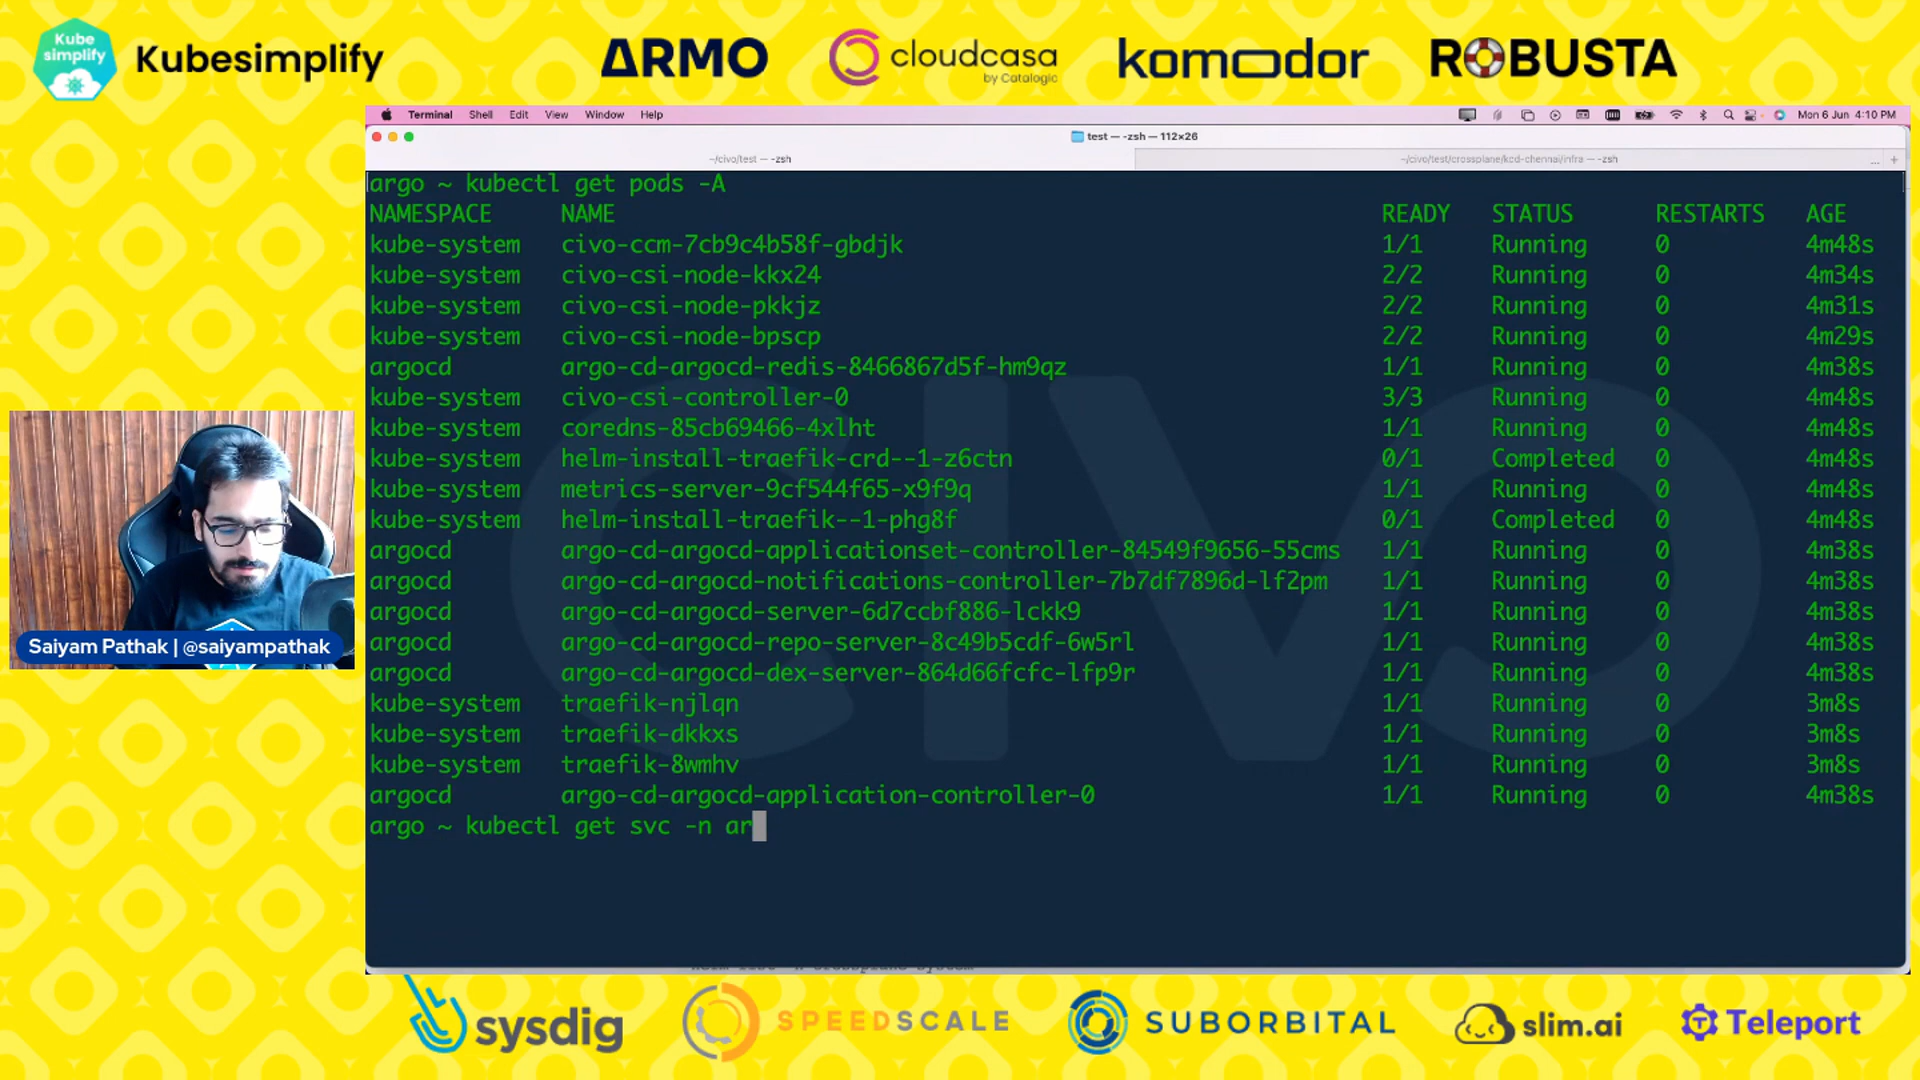 Kube simplify
Kubesimplify
ARMO
cloudcasa
by Catalogic
komodor
ROBUSTA
Terminal Shell Edit View Window Help
Mon 6 Jun 4:10 PM
test — -zsh — 112×26
~/civo/test — -zsh
~/civo/test/crossplane/kcd-chennai/infra — -zsh
... +
argo ~ kubectl get pods -A
NAMESPACE NAME READY STATUS RESTARTS AGE
kube-system civo-ccm-7cb9c4b58f-gbdjk 1/1 Running 0 4m48s
kube-system civo-csi-node-kkx24 2/2 Running 0 4m34s
kube-system civo-csi-node-pkkjz 2/2 Running 0 4m31s
kube-system civo-csi-node-bpscp 2/2 Running 0 4m29s
argocd argo-cd-argocd-redis-8466867d5f-hm9qz 1/1 Running 0 4m38s
kube-system civo-csi-controller-0 3/3 Running 0 4m48s
kube-system coredns-85cb69466-4xlht 1/1 Running 0 4m48s
kube-system helm-install-traefik-crd--1-z6ctn 0/1 Completed 0 4m48s
kube-system metrics-server-9cf544f65-x9f9q 1/1 Running 0 4m48s
kube-system helm-install-traefik--1-phg8f 0/1 Completed 0 4m48s
argocd argo-cd-argocd-applicationset-controller-84549f9656-55cms 1/1 Running 0 4m38s
argocd argo-cd-argocd-notifications-controller-7b7df7896d-lf2pm 1/1 Running 0 4m38s
argocd argo-cd-argocd-server-6d7ccbf886-lckk9 1/1 Running 0 4m38s
argocd argo-cd-argocd-repo-server-8c49b5cdf-6w5rl 1/1 Running 0 4m38s
argocd argo-cd-argocd-dex-server-864d66fcfc-lfp9r 1/1 Running 0 4m38s
kube-system traefik-njlqn 1/1 Running 0 3m8s
kube-system traefik-dkkxs 1/1 Running 0 3m8s
kube-system traefik-8wmhv 1/1 Running 0 3m8s
argocd argo-cd-argocd-application-controller-0 1/1 Running 0 4m38s
argo ~ kubectl get svc -n ar
CIVO
Saiyam Pathak | @saiyampathak
sysdig
SPEEDSCALE
SUBORBITAL
slim.ai
Teleport